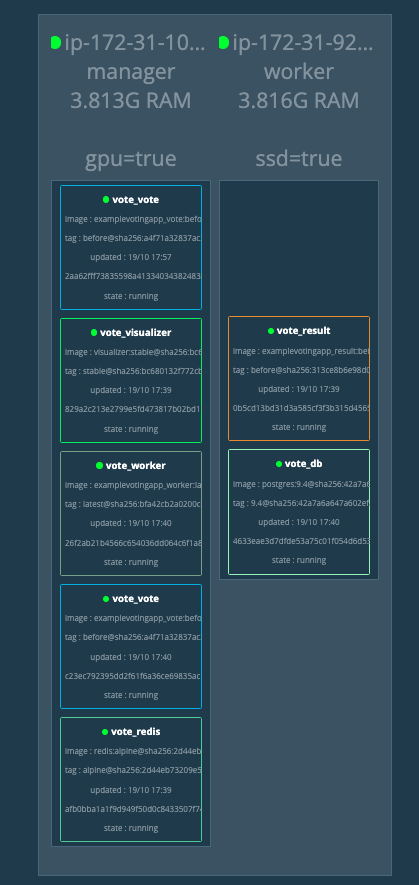 ip-172-31-10...
manager
3.813G RAM
gpu=true
vote_vote
image : examplevotingapp_vote:befo
tag : before@sha256:a4f71a32837ac
updated : 19/10 17:57
2aa62fff73835598a41334034382483
state : running
vote_visualizer
image : visualizer:stable@sha256:bc6
tag : stable@sha256:bc680132f772cb
updated : 19/10 17:39
829a2c213e2799e5fd473817b02bd1
state : running
vote_worker
image : examplevotingapp_worker:la
tag : latest@sha256:bfa42cb2a0200c
updated : 19/10 17:40
26f2ab21b4566c654036dd064c6f1a8
state : running
vote_vote
image : examplevotingapp_vote:befo
tag : before@sha256:a4f71a32837ac
updated : 19/10 17:40
c23ec792395dd2f61f6a36ce69835ac
state : running
vote_redis
image : redis:alpine@sha256:2d44eb
tag : alpine@sha256:2d44eb73209e5
updated : 19/10 17:39
afb0bba1a1f9d949f50d0c8433507f74
state : running
ip-172-31-92...
worker
3.816G RAM
ssd=true
vote_result
image : examplevotingapp_result:bef
tag : before@sha256:313ce8b6e98d0
updated : 19/10 17:39
0b5cd13bd31d3a585cf3f3b315d4565
state : running
vote_db
image : postgres:9.4@sha256:42a7a6
tag : 9.4@sha256:42a7a6a647a602ef
updated : 19/10 17:40
4633eae3d7dfde53a75c01f054d6d53
state : running